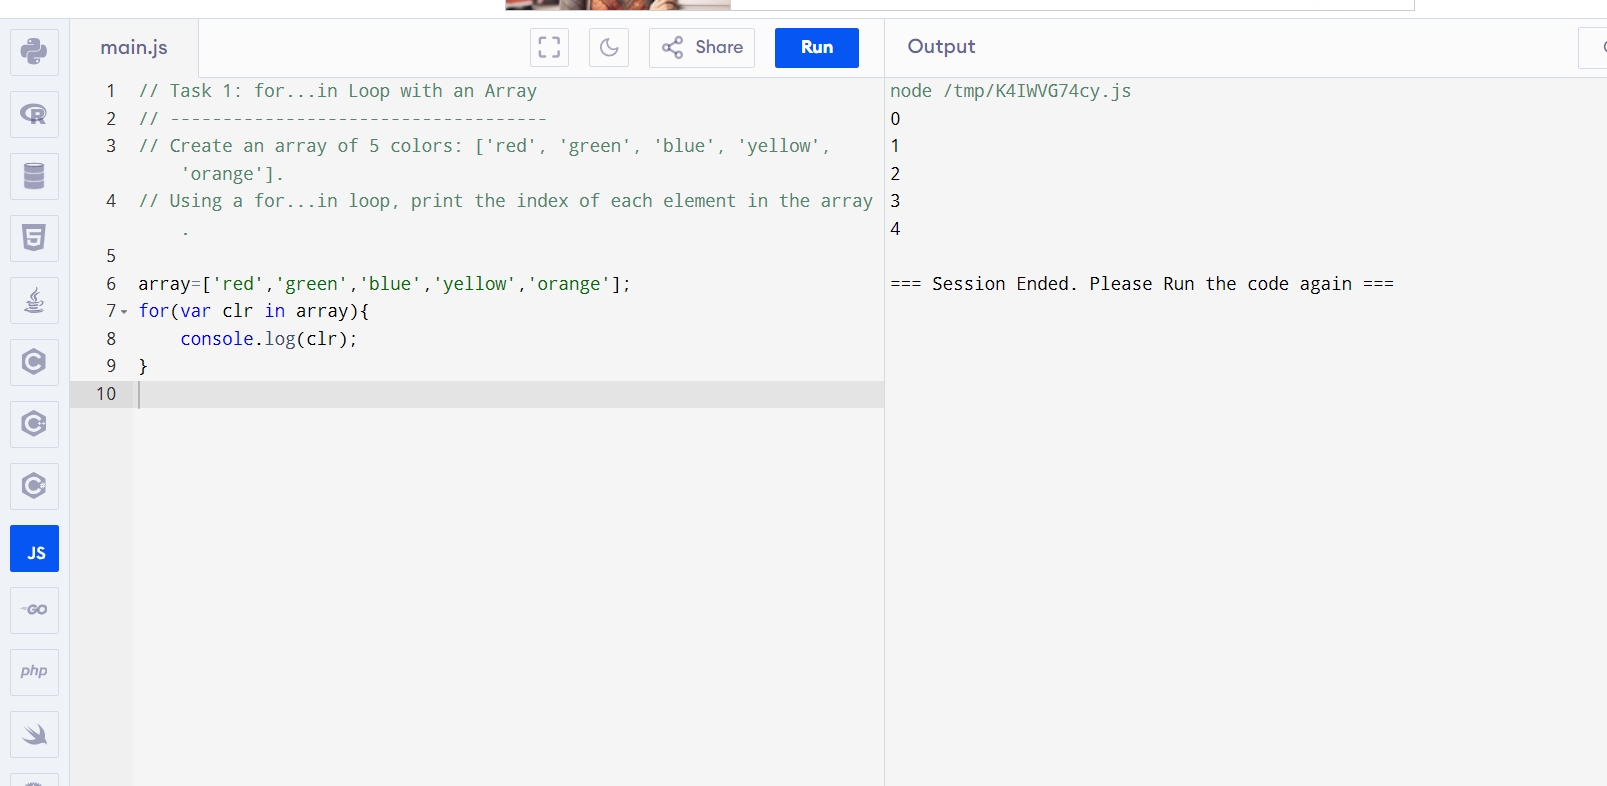 main.js
Share
Run
Output
1 // Task 1: for...in Loop with an Array
2 // ------------------------------------
3 // Create an array of 5 colors: ['red', 'green', 'blue', 'yellow',
'orange'].
4 // Using a for...in loop, print the index of each element in the array
.
5
6 array=['red','green','blue','yellow','orange'];
7 for(var clr in array){
8 console.log(clr);
9 }
10
node /tmp/K4IWVG74cy.js
0
1
2
3
4
=== Session Ended. Please Run the code again ===
R
5
C
C
C
JS
GO
php